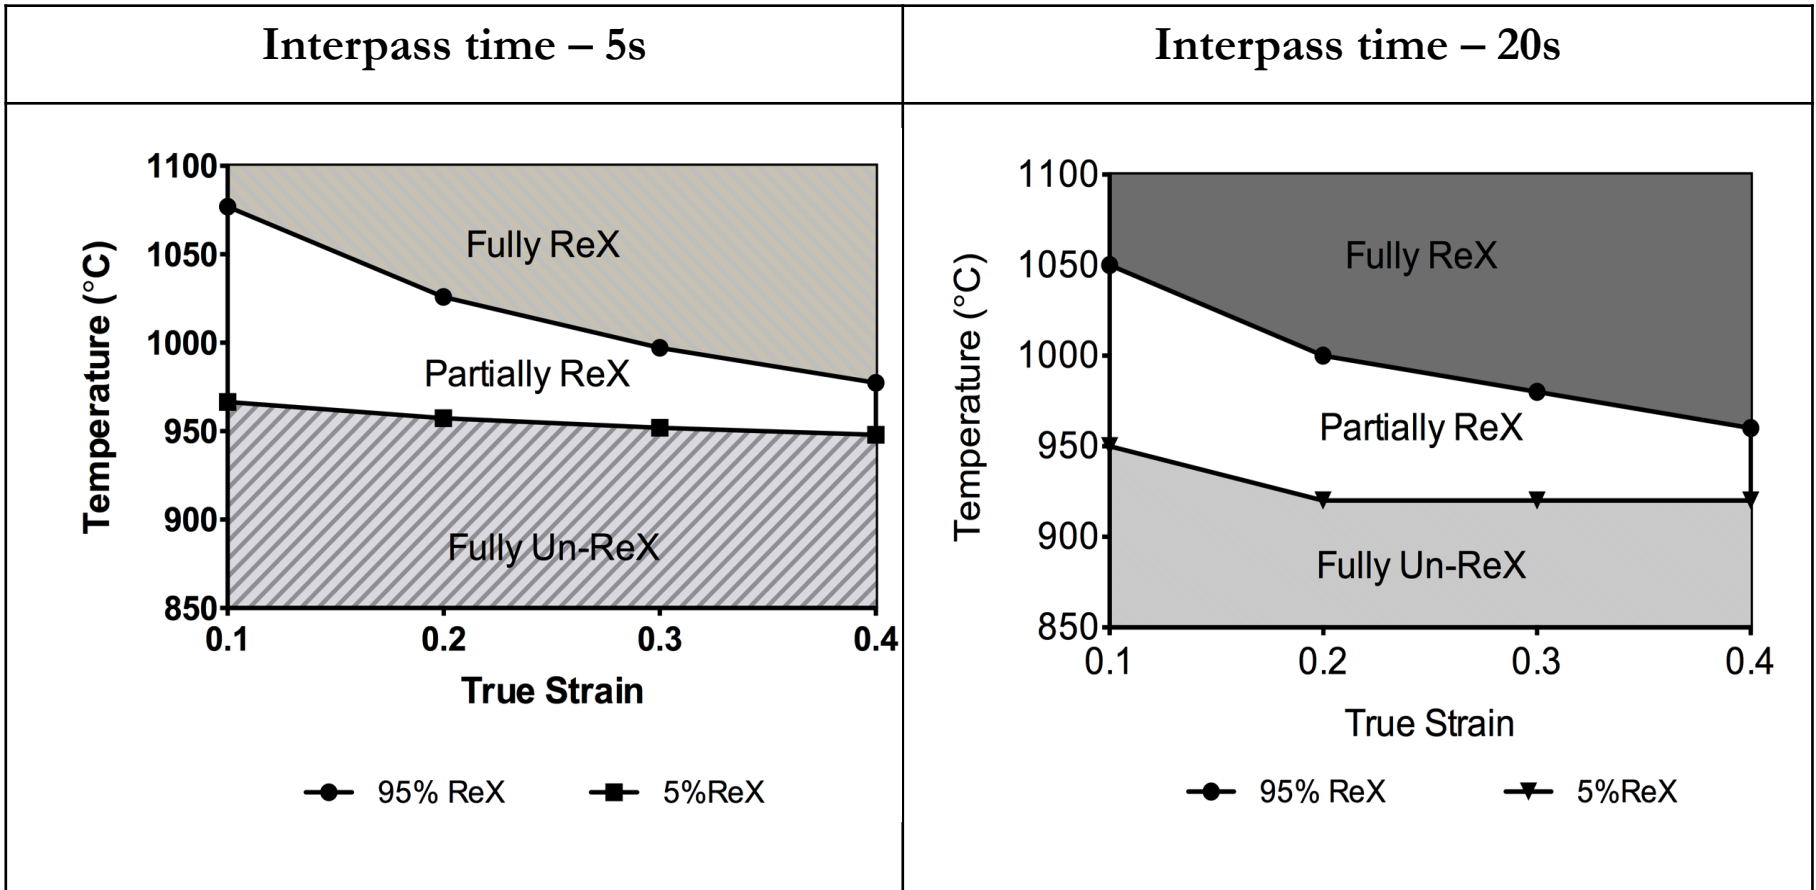 Interpass time – 5s
Interpass time – 20s
Temperature (°C)
1100
1050
1000
950
900
850
Fully ReX
Partially ReX
Fully Un-ReX
0.1 0.2 0.3 0.4
True Strain
95% ReX 5%ReX
Temperature (°C)
1100
1050
1000
950
900
850
Fully ReX
Partially ReX
Fully Un-ReX
0.1 0.2 0.3 0.4
True Strain
95% ReX 5%ReX